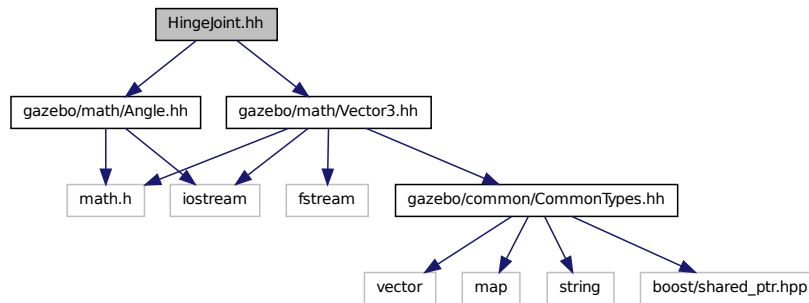 HingeJoint.hh
gazebo/math/Angle.hh
gazebo/math/Vector3.hh
math.h
iostream
fstream
gazebo/common/CommonTypes.hh
vector
map
string
boost/shared_ptr.hpp